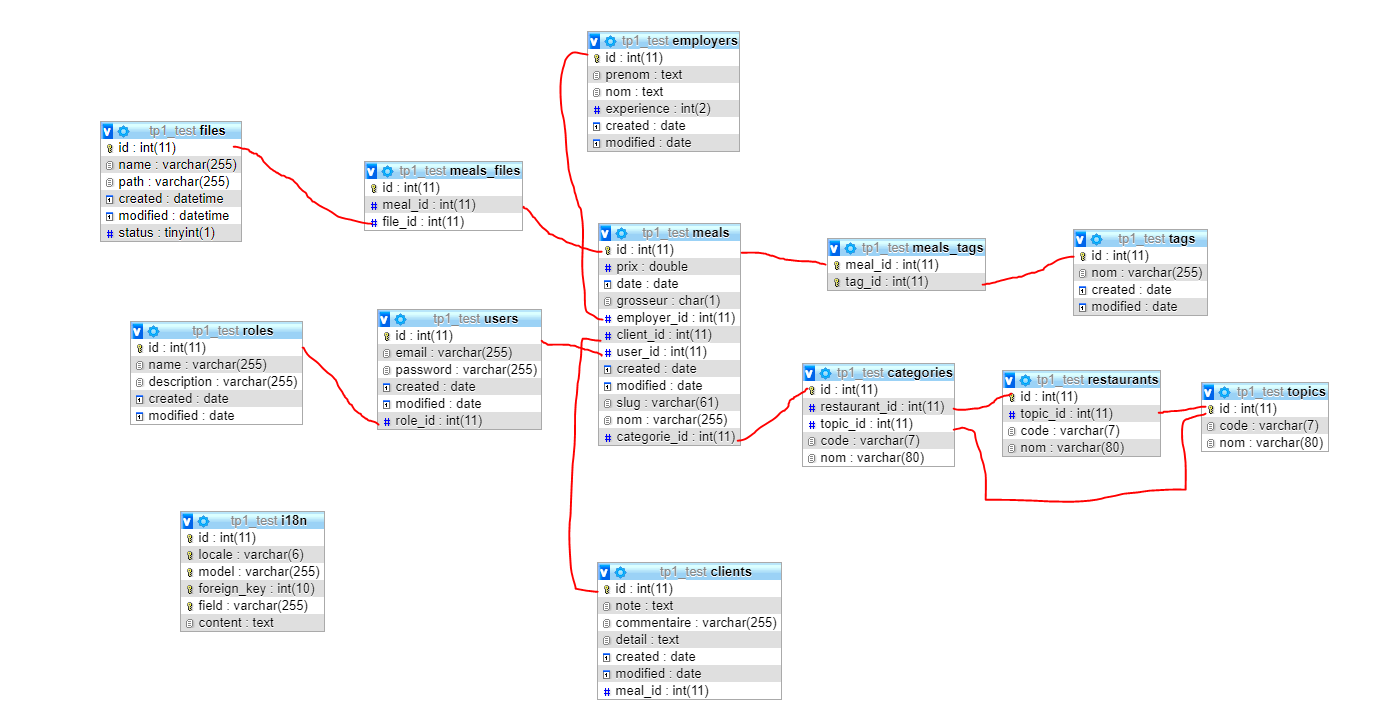 tp1_test employers
id : int(11)
prenom : text
nom : text
experience : int(2)
created : date
modified : date
tp1_test files
id : int(11)
name : varchar(255)
path : varchar(255)
created : datetime
modified : datetime
status : tinyint(1)
tp1_test meals_files
id : int(11)
meal_id : int(11)
file_id : int(11)
tp1_test meals
id : int(11)
prix : double
date : date
grosseur : char(1)
employer_id : int(11)
client_id : int(11)
user_id : int(11)
created : date
modified : date
slug : varchar(61)
nom : varchar(255)
categorie_id : int(11)
tp1_test meals_tags
meal_id : int(11)
tag_id : int(11)
tp1_test tags
id : int(11)
nom : varchar(255)
created : date
modified : date
tp1_test roles
id : int(11)
name : varchar(255)
description : varchar(255)
created : date
modified : date
tp1_test users
id : int(11)
email : varchar(255)
password : varchar(255)
created : date
modified : date
role_id : int(11)
tp1_test categories
id : int(11)
restaurant_id : int(11)
topic_id : int(11)
code : varchar(7)
nom : varchar(80)
tp1_test restaurants
id : int(11)
topic_id : int(11)
code : varchar(7)
nom : varchar(80)
tp1_test topics
id : int(11)
code : varchar(7)
nom : varchar(80)
tp1_test i18n
id : int(11)
locale : varchar(6)
model : varchar(255)
foreign_key : int(10)
field : varchar(255)
content : text
tp1_test clients
id : int(11)
note : text
commentaire : varchar(255)
detail : text
created : date
modified : date
meal_id : int(11)